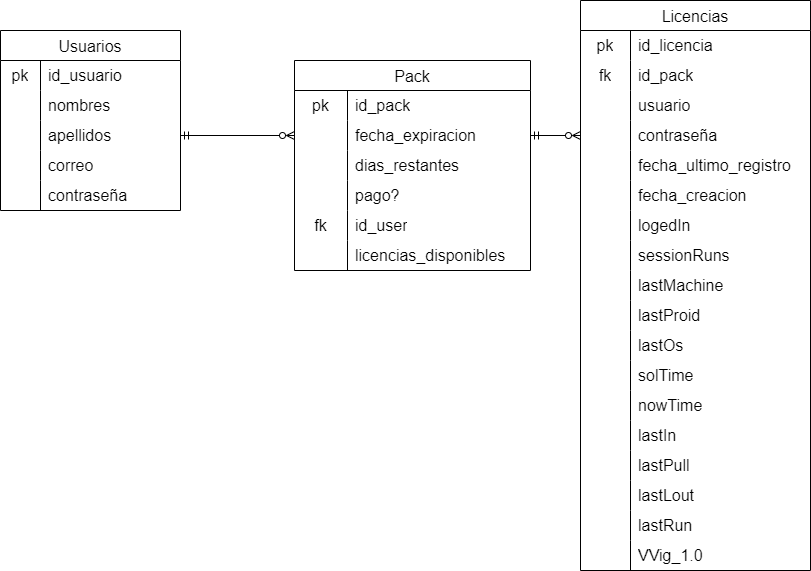 Usuarios
pk id_usuario
nombres
apellidos
correo
contraseña
Pack
pk id_pack
fecha_expiracion
dias_restantes
pago?
fk id_user
licencias_disponibles
Licencias
pk id_licencia
fk id_pack
usuario
contraseña
fecha_ultimo_registro
fecha_creacion
logedIn
sessionRuns
lastMachine
lastProid
lastOs
solTime
nowTime
lastIn
lastPull
lastLout
lastRun
VVig_1.0